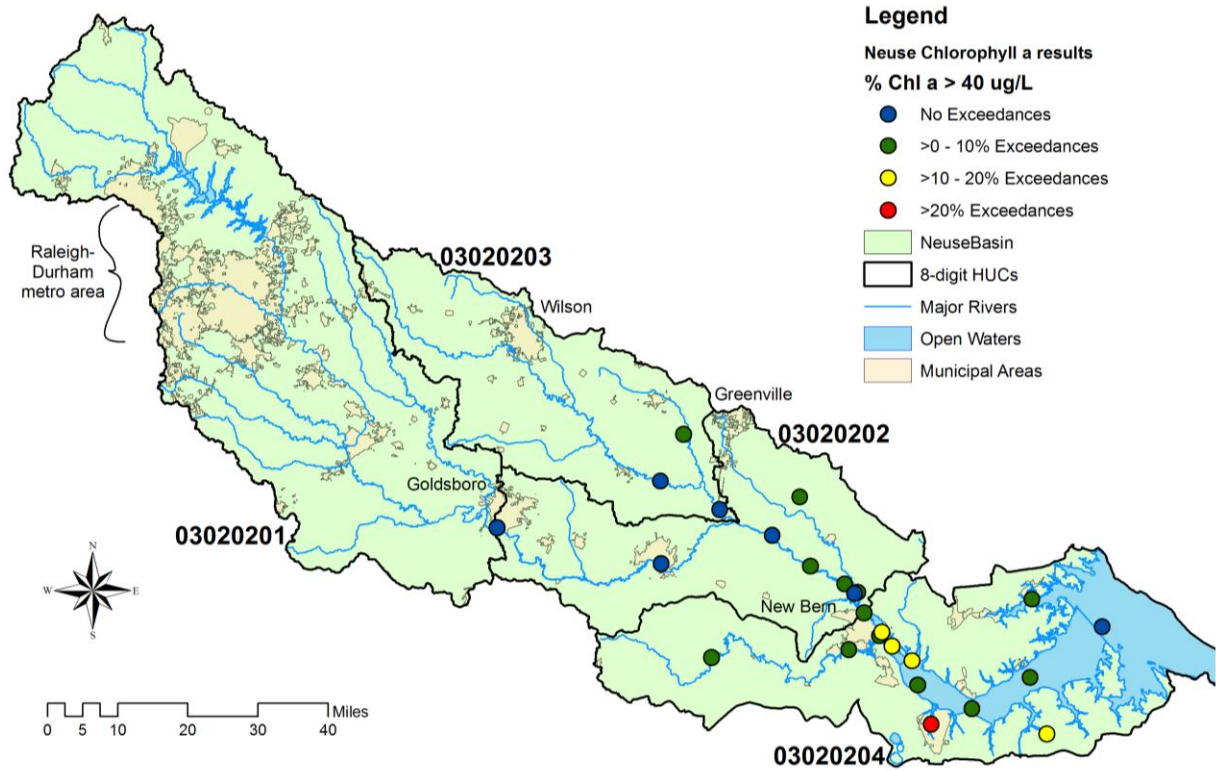 Legend
Neuse Chlorophyll a results
% Chl a > 40 ug/L
No Exceedances
>0 - 10% Exceedances
>10 - 20% Exceedances
>20% Exceedances
NeuseBasin
8-digit HUCs
Major Rivers
Open Waters
Municipal Areas
Raleigh-
Durham
metro area
03020203
Wilson
Greenville
03020202
Goldsboro
03020201
New Bern
03020204
N
W
E
S
Miles
0 5 10 20 30 40